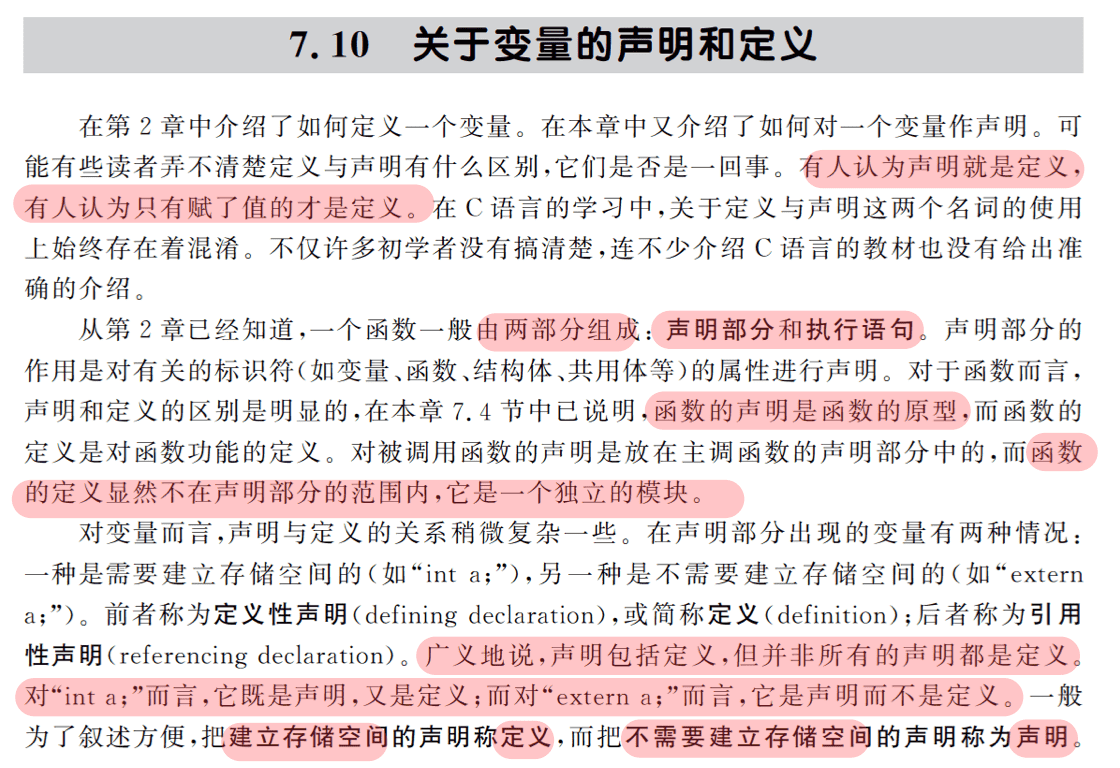 7.10 关于变量的声明和定义
在第 2 章中介绍了如何定义一个变量。在本章中又介绍了如何对一个变量作声明。可
能有些读者弄不清楚定义与声明有什么区别,它们是否是一回事。有人认为声明就是定义,
有人认为只有赋了值的才是定义。在 C 语言的学习中,关于定义与声明这两个名词的使用
上始终存在着混淆。不仅许多初学者没有搞清楚,连不少介绍 C 语言的教材也没有给出准
确的介绍。
从第 2 章已经知道,一个函数一般由两部分组成:声明部分和执行语句。声明部分的
作用是对有关的标识符(如变量、函数、结构体、共用体等)的属性进行声明。对于函数而言,
声明和定义的区别是明显的,在本章 7.4 节中已说明,函数的声明是函数的原型,而函数的
定义是对函数功能的定义。对被调用函数的声明是放在主调函数的声明部分中的,而函数
的定义显然不在声明部分的范围内,它是一个独立的模块。
对变量而言,声明与定义的关系稍微复杂一些。在声明部分出现的变量有两种情况:
一种是需要建立存储空间的(如“int a;”),另一种是不需要建立存储空间的(如“extern
a;”)。前者称为定义性声明(defining declaration),或简称定义(definition);后者称为引用
性声明(referencing declaration)。广义地说,声明包括定义,但并非所有的声明都是定义。
对“int a;”而言,它既是声明,又是定义;而对“extern a;”而言,它是声明而不是定义。一般
为了叙述方便,把建立存储空间的声明称定义,而把不需要建立存储空间的声明称为声明。